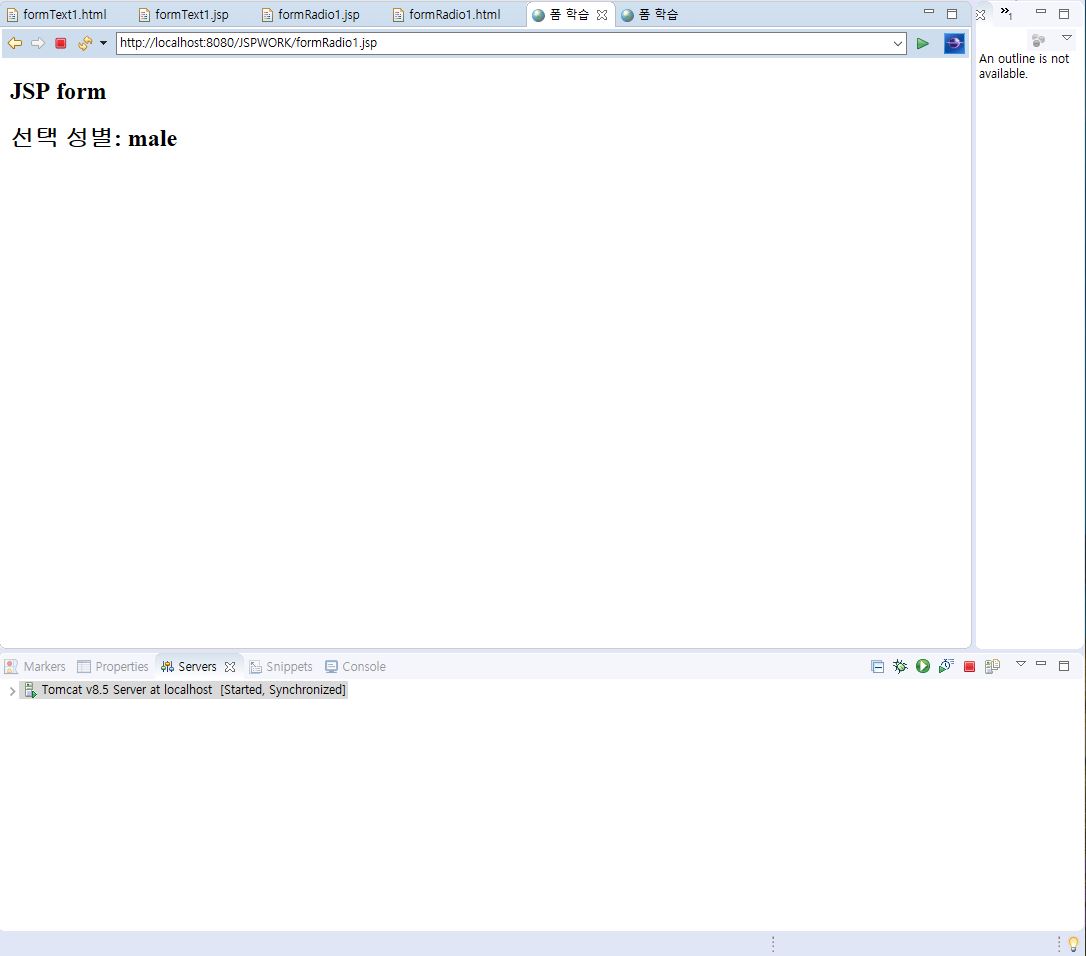 formText1.html formText1.jsp formRadio1.jsp formRadio1.html 폼 학습 폼 학습 »1
http://localhost:8080/JSPWORK/formRadio1.jsp
An outline is not
available.
JSP form
선택 성별: male
Markers Properties Servers Snippets Console
Tomcat v8.5 Server at localhost [Started, Synchronized]